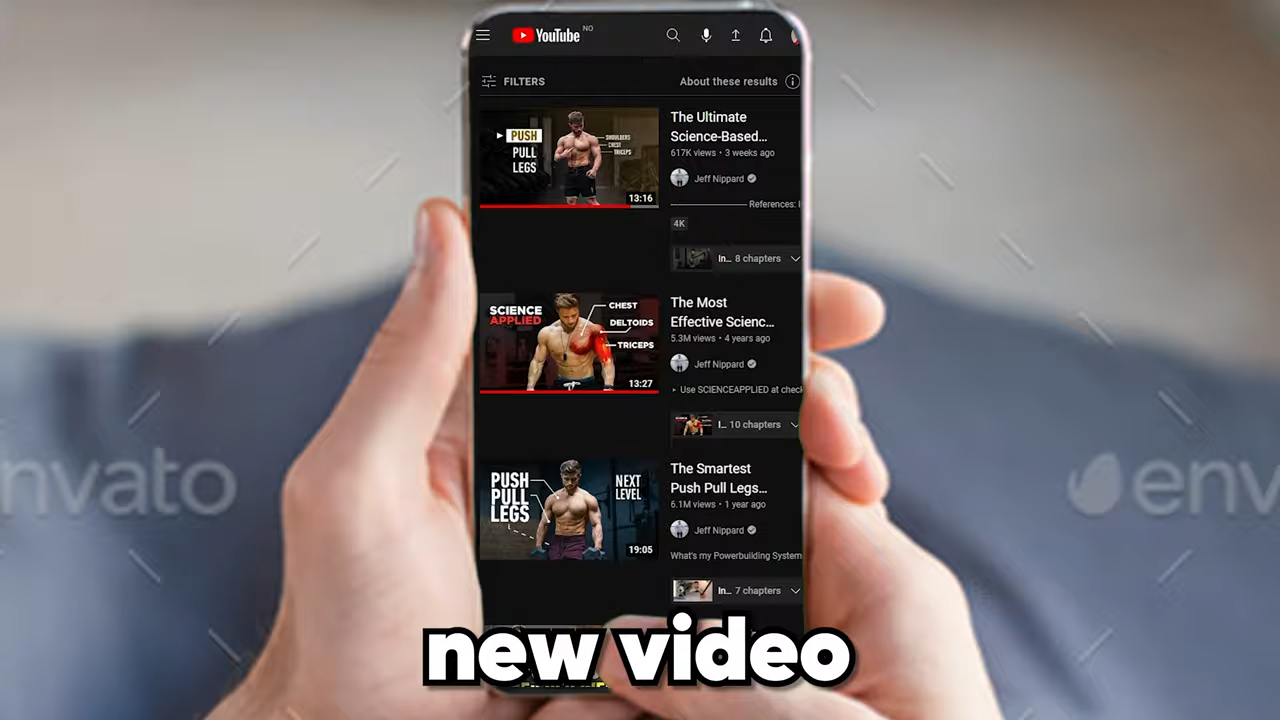 YouTube NO
FILTERS
About these results
PUSH
PULL
LEGS
SHOULDERS
CHEST
TRICEPS
13:16
The Ultimate
Science-Based...
617K views • 3 weeks ago
Jeff Nippard
References:
4K
In... 8 chapters
SCIENCE
APPLIED
CHEST
DELTOIDS
TRICEPS
13:27
The Most
Effective Scienc...
5.3M views • 4 years ago
Jeff Nippard
‣ Use SCIENCEAPPLIED at check
I... 10 chapters
PUSH
PULL
LEGS
NEXT
LEVEL
19:05
The Smartest
Push Pull Legs...
6.1M views • 1 year ago
Jeff Nippard
What's my Powerbuilding System
In... 7 chapters
nvato
env
new video